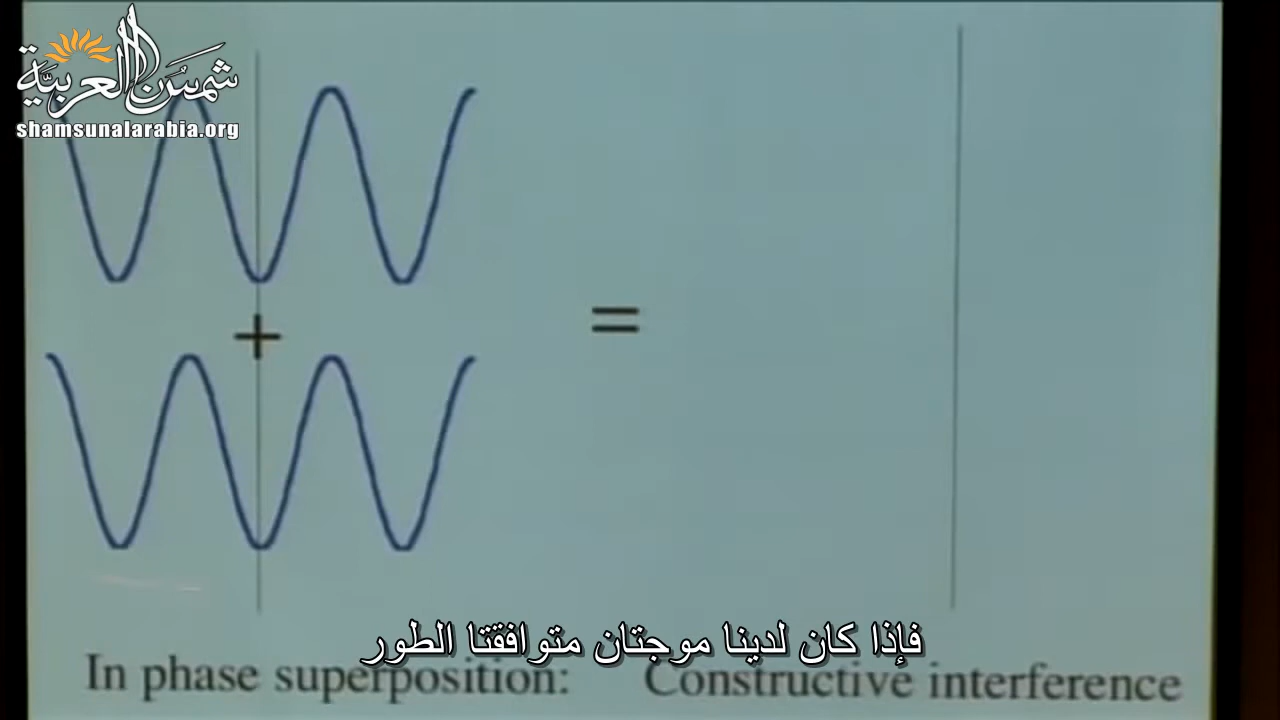 شمس العربية
shamsunalarabia.org
+
=
فإذا كان لدينا موجتان متوافقتا الطور
In phase superposition: Constructive interference